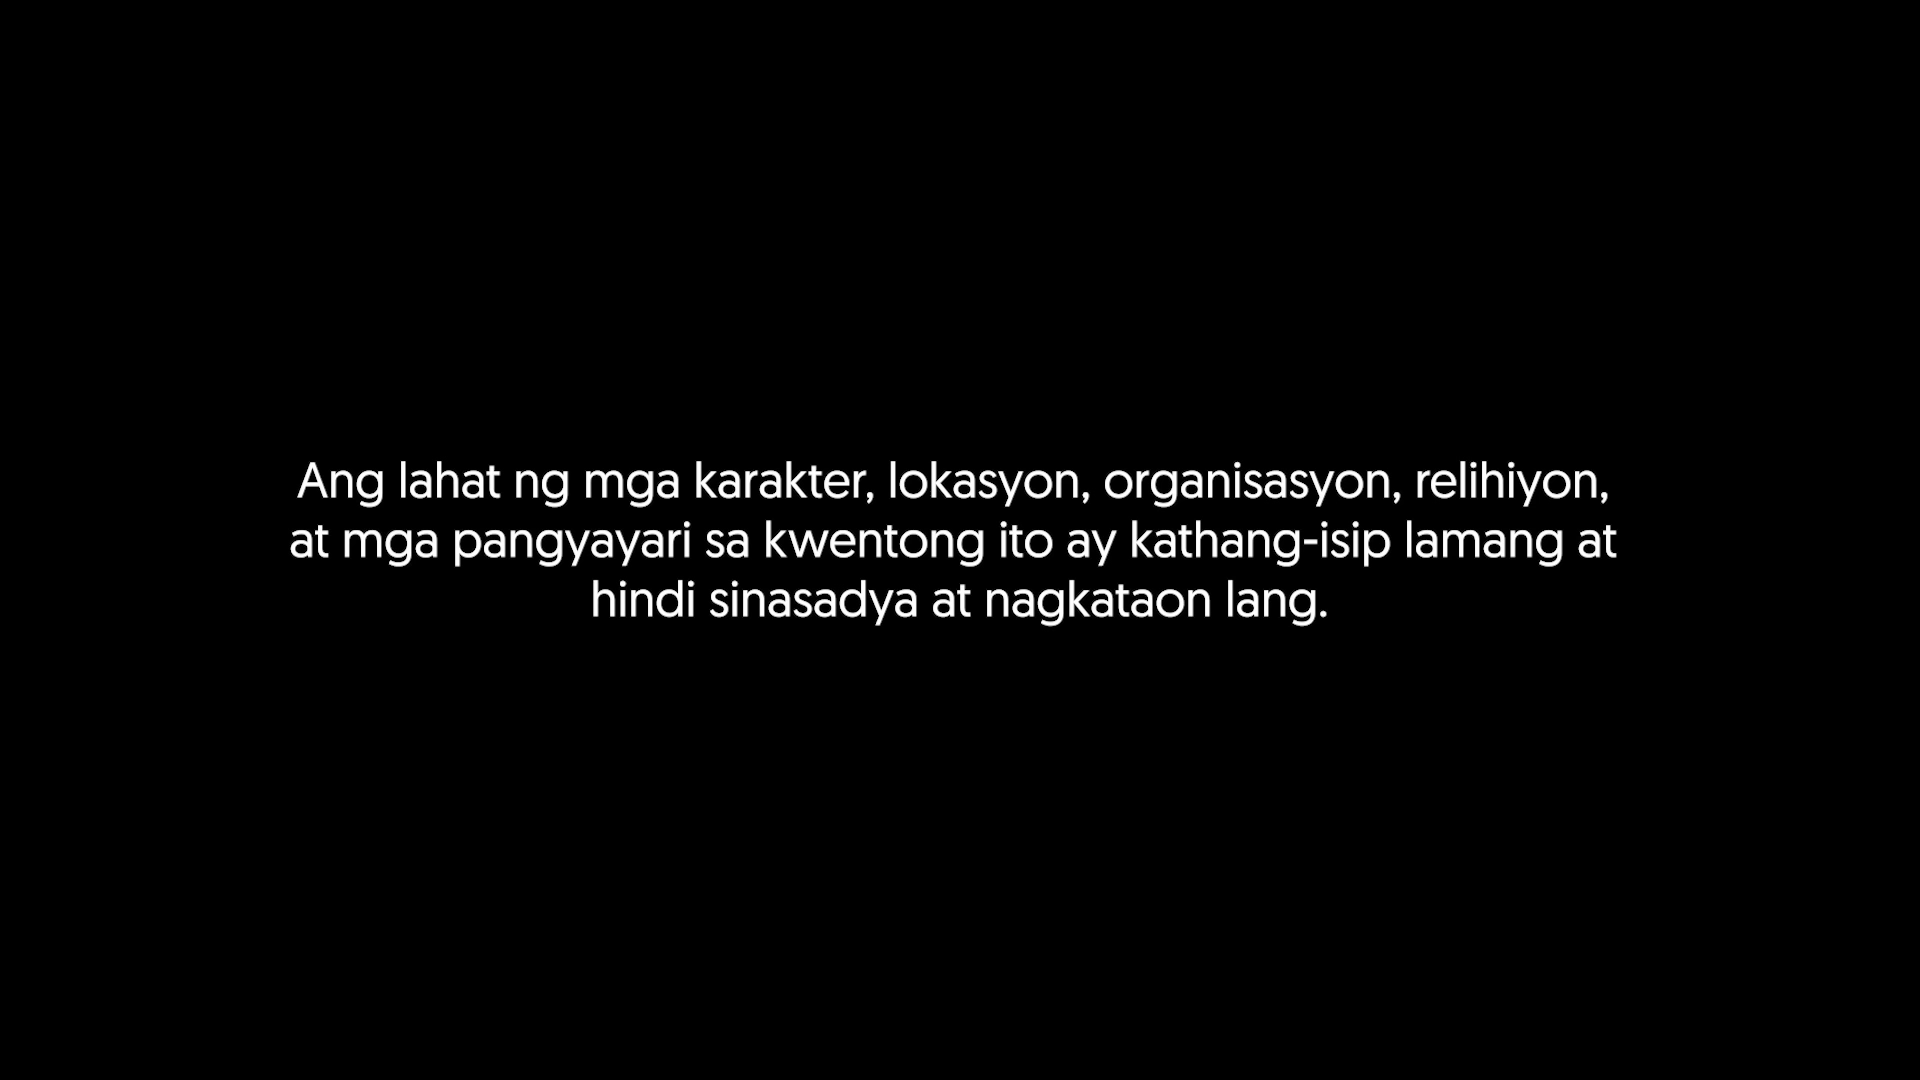 Ang lahat ng mga karakter, lokasyon, organisasyon, relihiyon,
at mga pangyayari sa kwentong ito ay kathang-isip lamang at
hindi sinasadya at nagkataon lang.